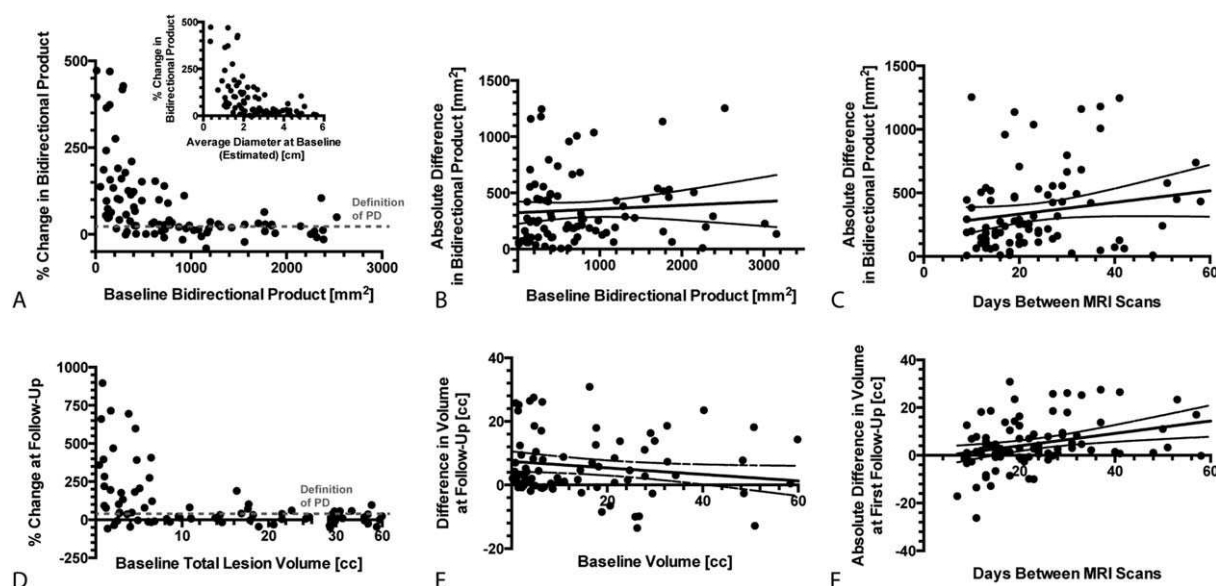 500
250
0
% Change in Bidirectional Product
0 1000 2000 3000
Baseline Bidirectional Product [mm2]
Definition
of PD
A
500
250
0
% Change in
Bidirectional Product
0 2 4 6
Average Diameter at Baseline
(Estimated) [cm]
1500
1000
500
0
Absolute Difference
in Bidirectional Product [mm2]
1000 2000 3000
Baseline Bidirectional Product [mm2]
B
1500
1000
500
0
Absolute Difference
in Bidirectional Product [mm2]
0 20 40 60
Days Between MRI Scans
C
1000
750
500
250
0
-250
% Change at Follow-Up
10 20 30 60
Baseline Total Lesion Volume [cc]
Definition
of PD
D
40
20
0
-20
Difference in Volume
at Follow-Up [cc]
20 40 60
Baseline Volume [cc]
E
40
20
0
-20
-40
Absolute Difference in Volume
at First Follow-Up [cc]
20 40 60
Days Between MRI Scans
F